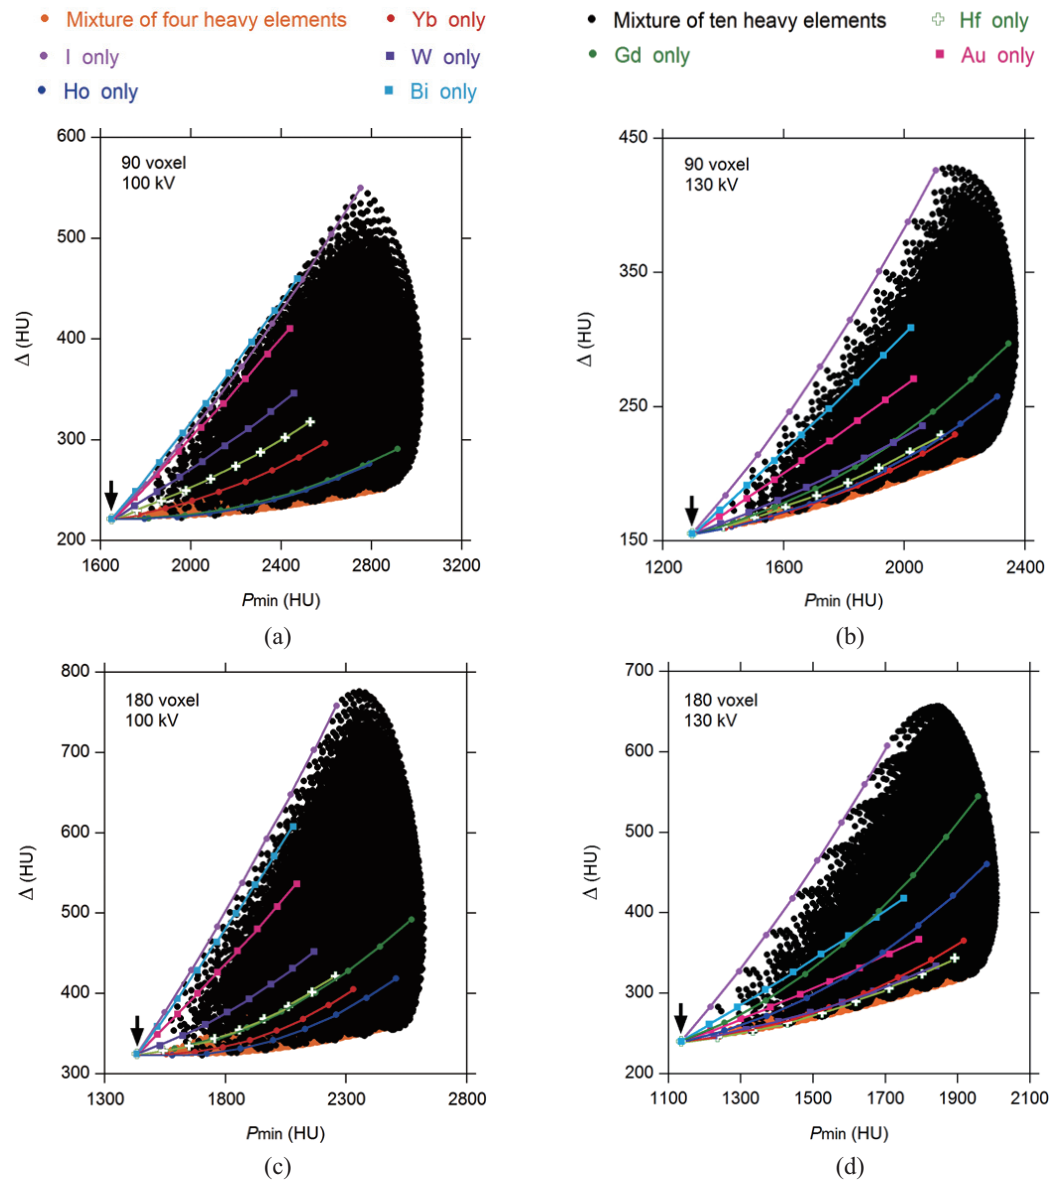 Mixture of four heavy elements
Yb only
Mixture of ten heavy elements
Hf only
I only
W only
Gd only
Au only
Ho only
Bi only
600
500
400
300
200
90 voxel
100 kV
Δ (HU)
1600 2000 2400 2800 3200
Pmin (HU)
(a)
450
350
250
150
90 voxel
130 kV
Δ (HU)
1200 1600 2000 2400
Pmin (HU)
(b)
800
700
600
500
400
300
180 voxel
100 kV
Δ (HU)
1300 1800 2300 2800
Pmin (HU)
(c)
700
600
500
400
300
200
180 voxel
130 kV
Δ (HU)
1100 1300 1500 1700 1900 2100
Pmin (HU)
(d)